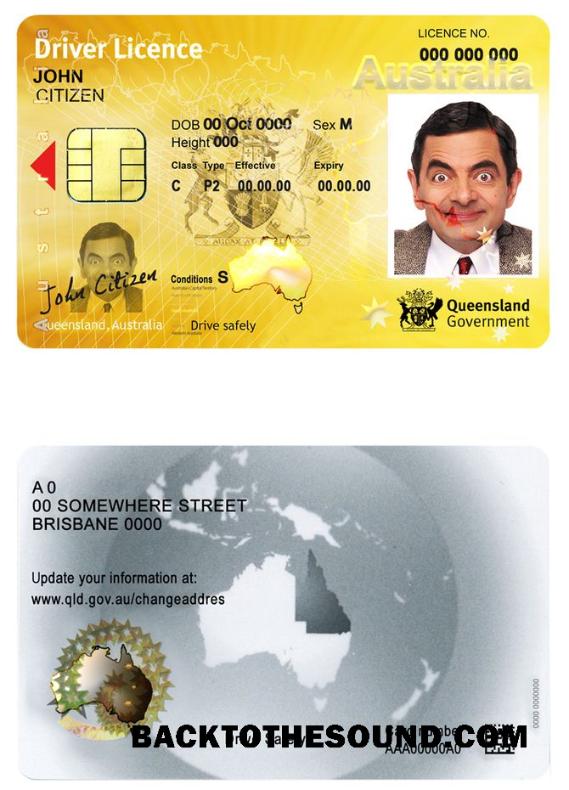 Driver Licence
LICENCE NO.
000 000 000
JOHN
CITIZEN
Australia
DOB 00 Oct 0000 Sex M
Height 000
Class Type Effective Expiry
C P2 00.00.00 00.00.00
John Citizen
Conditions S
Queensland, Australia
Drive safely
Queensland
Government
Australia
A 0
00 SOMEWHERE STREET
BRISBANE 0000
Update your information at:
www.qld.gov.au/changeaddres
0000 0000000
BACKTOTHESOUND.COM
AAA00000A0